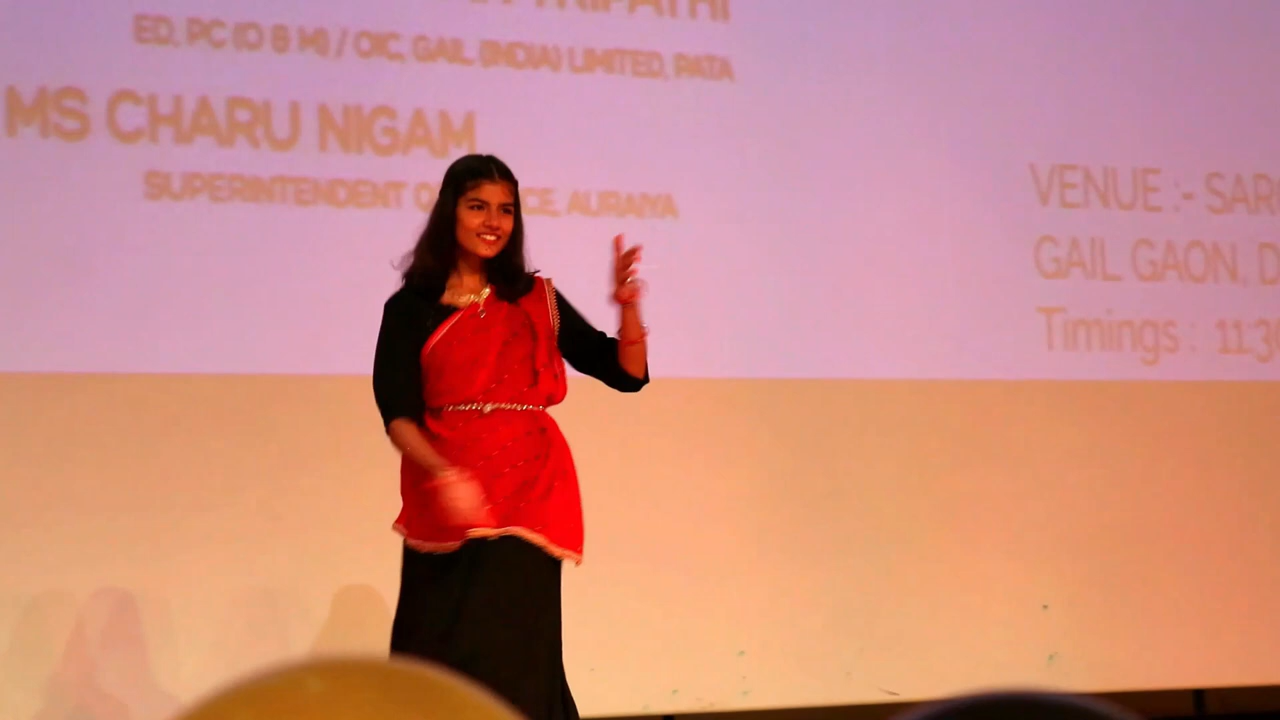 TRIPATHI
ED, PC (O & M) / OIC, GAIL (INDIA) LIMITED, PATA
MS CHARU NIGAM
SUPERINTENDENT AURAIYA
VENUE :- SAR
GAIL GAON, D
Timings : 11:3